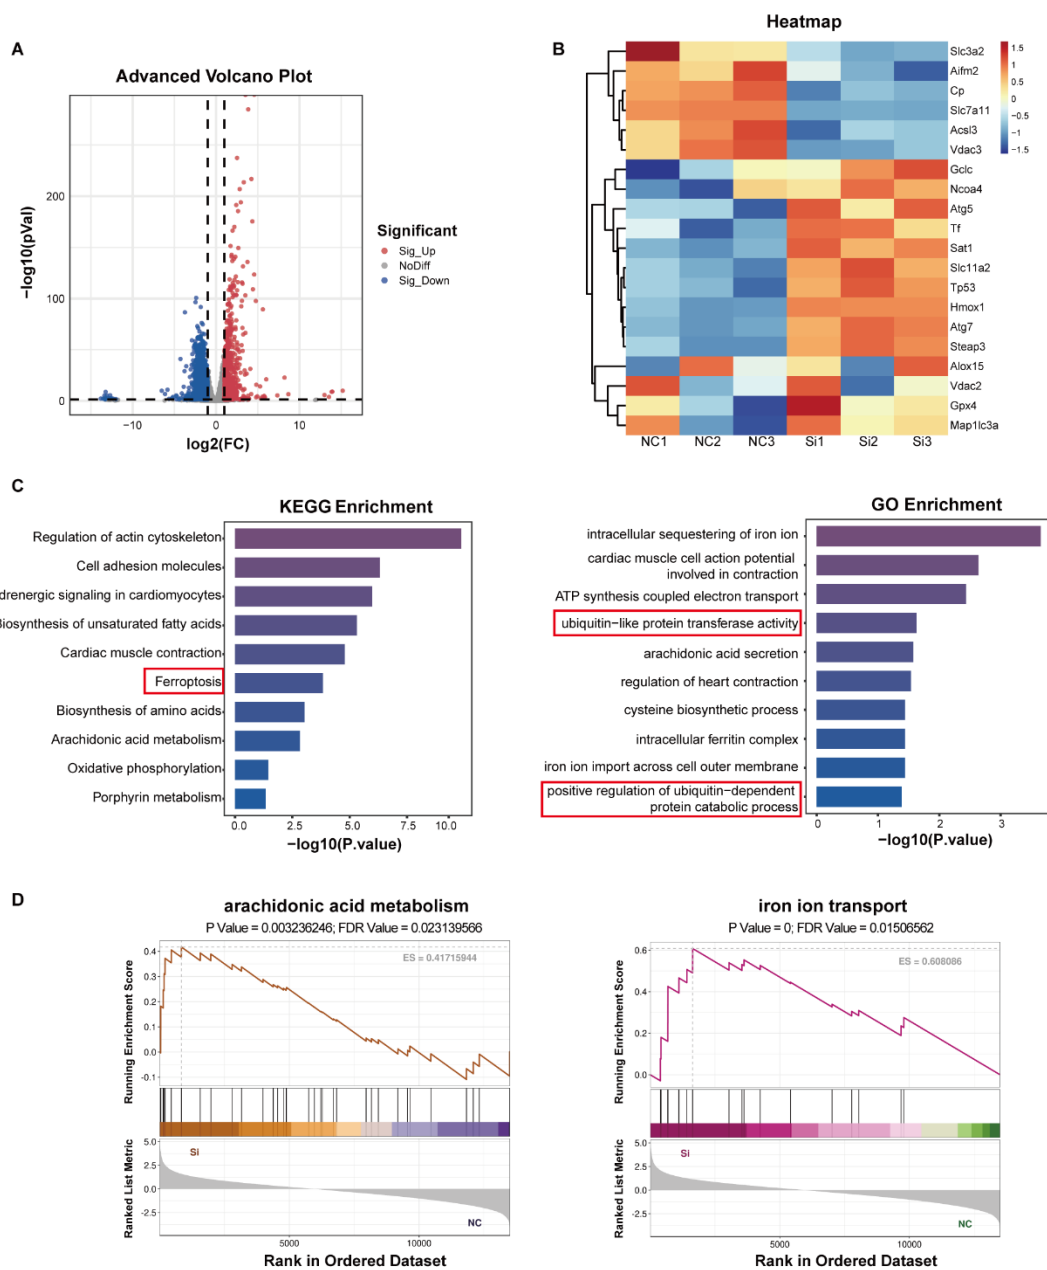 A
Advanced Volcano Plot
−log10(pVal)
200
100
0
−10
0
10
log2(FC)
Significant
Sig_Up
NoDiff
Sig_Down
B
Heatmap
Slc3a2
Aifm2
Cp
Slc7a11
Acsl3
Vdac3
Gclc
Ncoa4
Atg5
Tf
Sat1
Slc11a2
Tp53
Hmox1
Atg7
Steap3
Alox15
Vdac2
Gpx4
Map1lc3a
NC1 NC2 NC3 Si1 Si2 Si3
1.5
1
0.5
0
−0.5
−1
−1.5
C
KEGG Enrichment
Regulation of actin cytoskeleton
Cell adhesion molecules
drenergic signaling in cardiomyocytes
Biosynthesis of unsaturated fatty acids
Cardiac muscle contraction
Ferroptosis
Biosynthesis of amino acids
Arachidonic acid metabolism
Oxidative phosphorylation
Porphyrin metabolism
0.0 2.5 5.0 7.5 10.0
−log10(P.value)
GO Enrichment
intracellular sequestering of iron ion
cardiac muscle cell action potential
involved in contraction
ATP synthesis coupled electron transport
ubiquitin−like protein transferase activity
arachidonic acid secretion
regulation of heart contraction
cysteine biosynthetic process
intracellular ferritin complex
iron ion import across cell outer membrane
positive regulation of ubiquitin−dependent
protein catabolic process
0 1 2 3
−log10(P.value)
D
arachidonic acid metabolism
P Value = 0.003236246; FDR Value = 0.023139566
ES = 0.41715944
Running Enrichment Score
0.4
0.3
0.2
0.1
0.0
-0.1
Ranked List Metric
5.0
2.5
0.0
-2.5
Si
NC
5000 10000
Rank in Ordered Dataset
iron ion transport
P Value = 0; FDR Value = 0.01506562
ES = 0.608086
Running Enrichment Score
0.6
0.4
0.2
0.0
Ranked List Metric
5.0
2.5
0.0
-2.5
Si
NC
5000 10000
Rank in Ordered Dataset